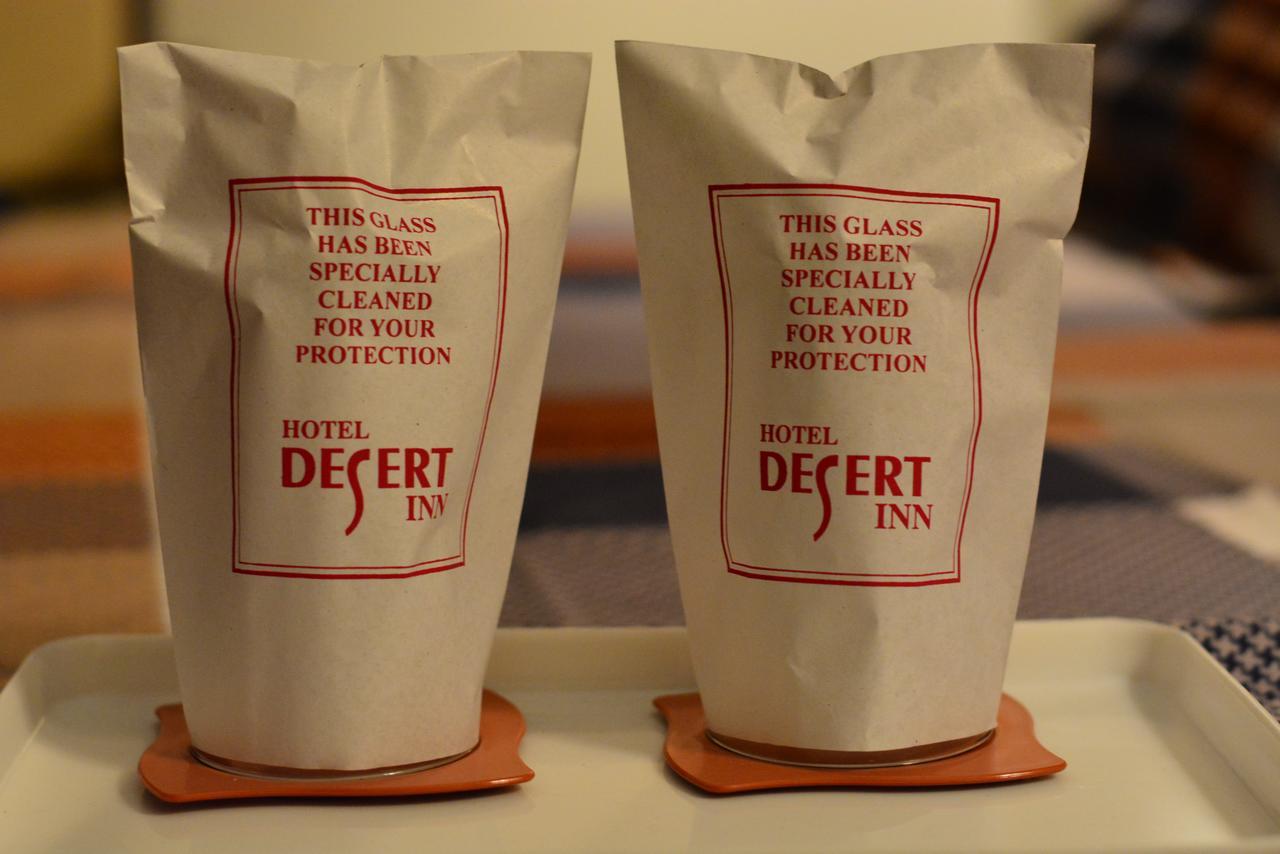 THIS GLASS
HAS BEEN
SPECIALLY
CLEANED
FOR YOUR
PROTECTION
HOTEL
DESERT
INN
THIS GLASS
HAS BEEN
SPECIALLY
CLEANED
FOR YOUR
PROTECTION
HOTEL
DESERT
INN